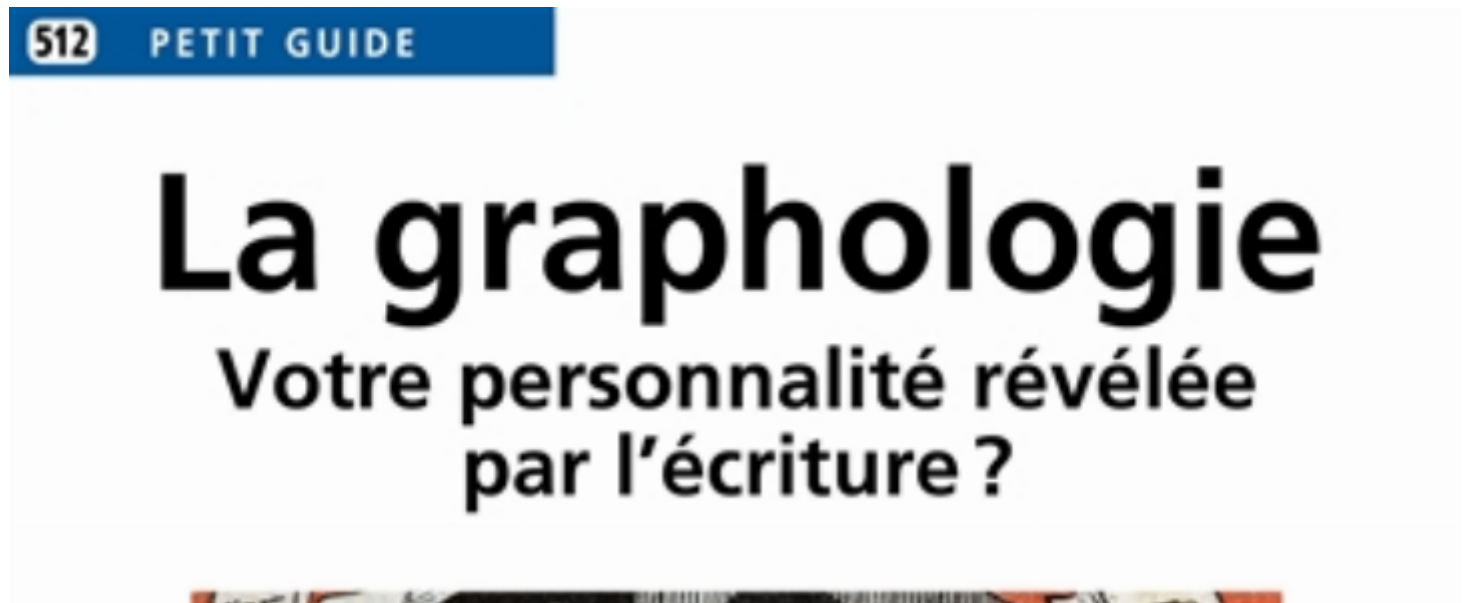 512 PETIT GUIDE
La graphologie
Votre personnalité révélée
par l’écriture ?